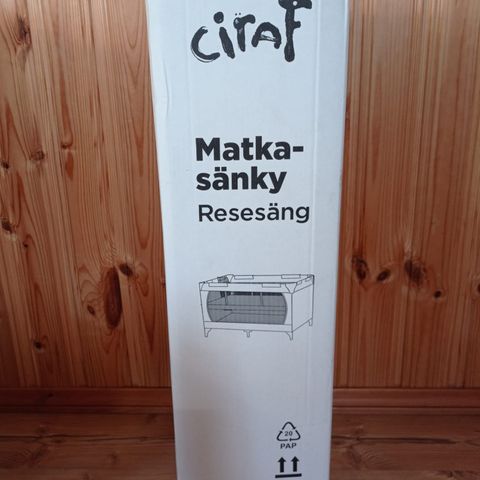 ciraf
Matka-
sänky
Resesäng
20
PAP